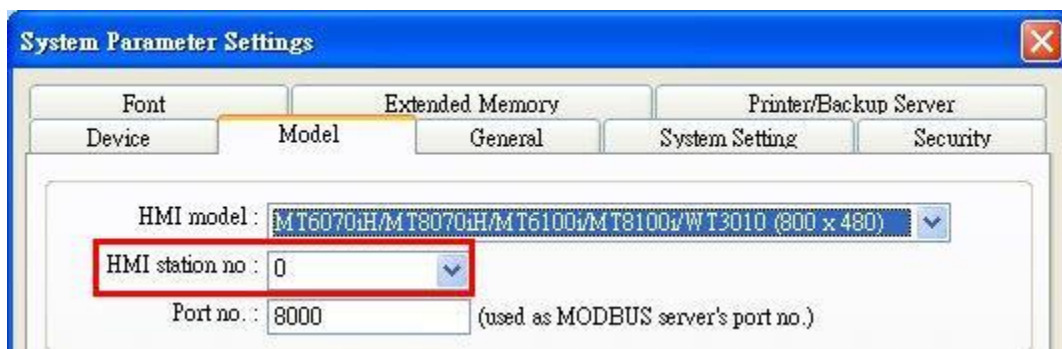 System Parameter Settings
Font Extended Memory Printer/Backup Server
Device Model General System Setting Security
HMI model : MT6070iH/MT8070iH/MT6100i/MT8100i/WT3010 (800 x 480)
HMI station no : 0
Port no. : 8000 (used as MODBUS server's port no.)